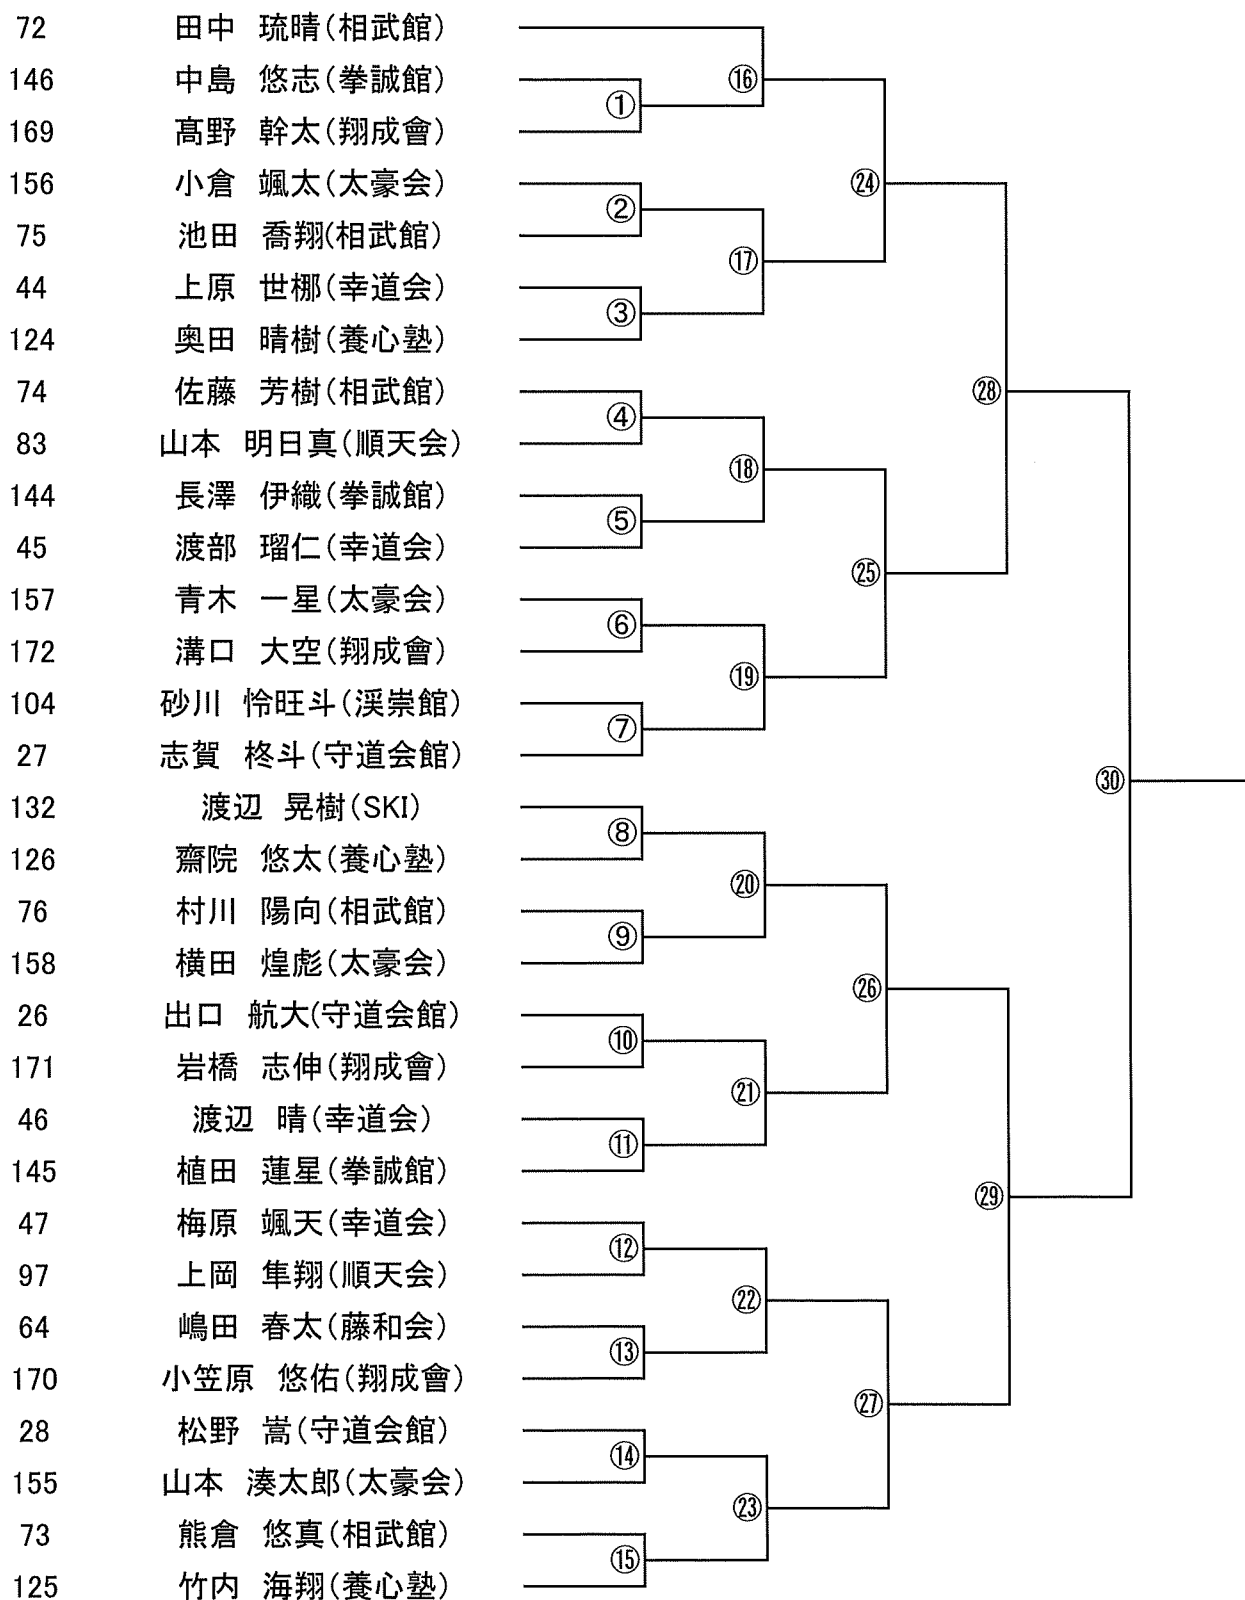 72 田中 琉晴(相武館)
⑯
146 中島 悠志(拳誠館)
①
169 髙野 幹太(翔成會)
156 小倉 颯太(太豪会)
㉔
②
75 池田 喬翔(相武館)
⑰
44 上原 世梛(幸道会)
③
124 奥田 晴樹(養心塾)
74 佐藤 芳樹(相武館)
㉘
④
83 山本 明日真(順天会)
⑱
144 長澤 伊織(拳誠館)
⑤
45 渡部 瑠仁(幸道会)
㉕
157 青木 一星(太豪会)
⑥
172 溝口 大空(翔成會)
⑲
104 砂川 怜旺斗(渓崇館)
⑦
27 志賀 柊斗(守道会館)
㉚
132 渡辺 晃樹(SKI)
⑧
126 齋院 悠太(養心塾)
⑳
76 村川 陽向(相武館)
⑨
158 横田 煌彪(太豪会)
㉖
26 出口 航大(守道会館)
⑩
171 岩橋 志伸(翔成會)
㉑
46 渡辺 晴(幸道会)
⑪
145 植田 蓮星(拳誠館)
㉙
47 梅原 颯天(幸道会)
⑫
97 上岡 隼翔(順天会)
㉒
64 嶋田 春太(藤和会)
⑬
170 小笠原 悠佑(翔成會)
㉗
28 松野 嵩(守道会館)
⑭
155 山本 湊太郎(太豪会)
㉓
73 熊倉 悠真(相武館)
⑮
125 竹内 海翔(養心塾)